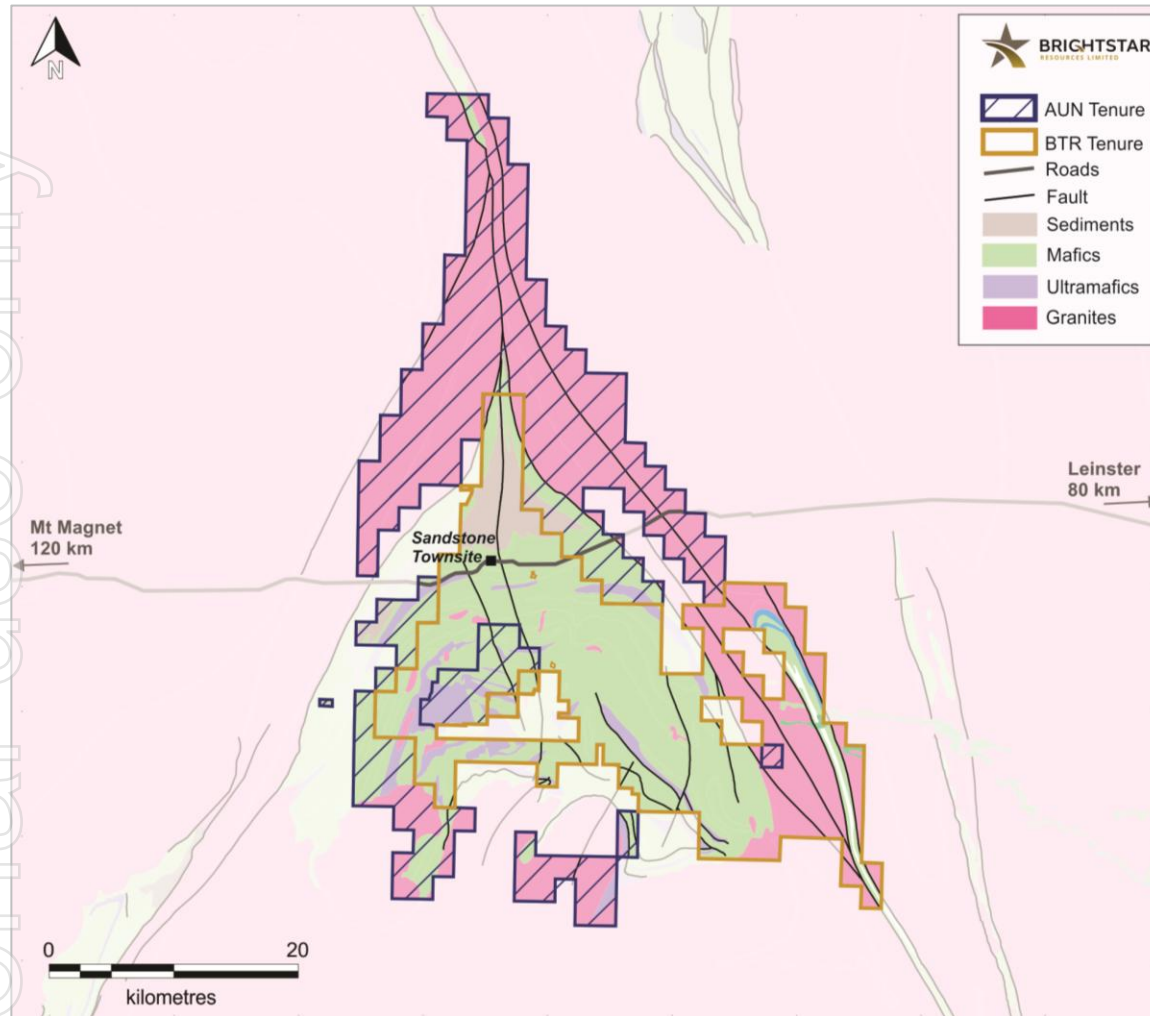 N
BRIGHTSTAR
RESOURCES LIMITED
AUN Tenure
BTR Tenure
Roads
Fault
Sediments
Mafics
Ultramafics
Granites
Leinster
80 km
Mt Magnet
120 km
Sandstone
Townsite
0 20
kilometres